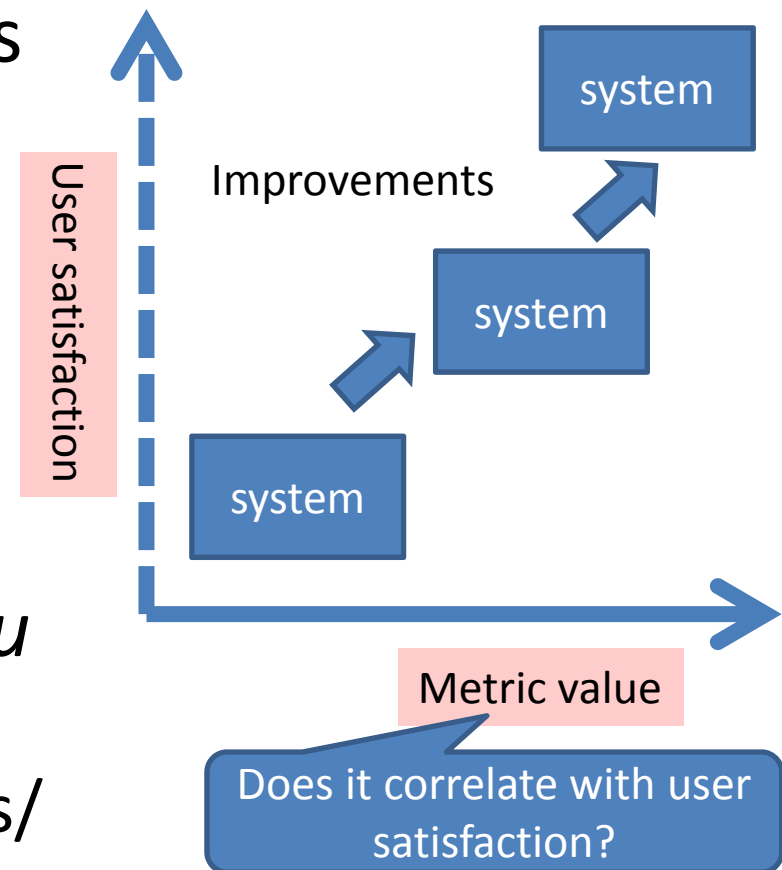 s
system
Improvements
User satisfaction
system
system
u
Metric value
s/
Does it correlate with user
satisfaction?